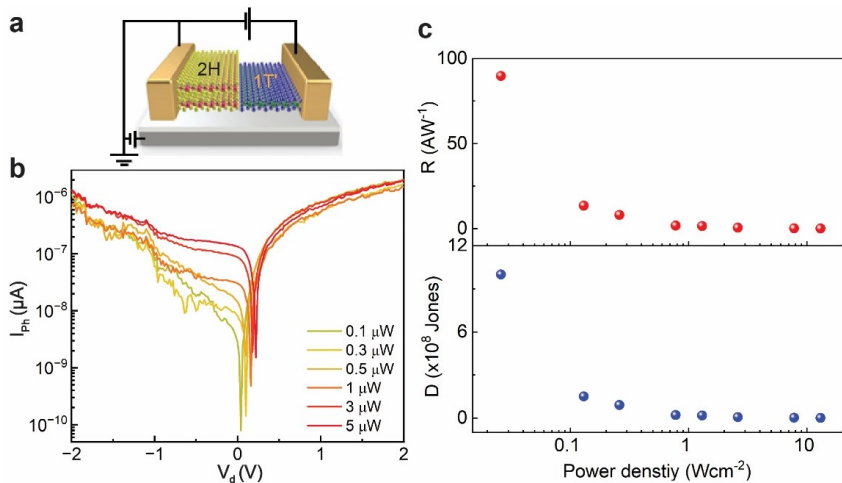 a
2H
1T'
b
10⁻⁶
10⁻⁷
10⁻⁸
10⁻⁹
10⁻¹⁰
I_Ph (μA)
0.1 μW
0.3 μW
0.5 μW
1 μW
3 μW
5 μW
−2 −1 0 1 2
V_d (V)
c
100
50
0
R (AW⁻¹)
12
6
0
D (x10⁸ Jones)
0.1 1 10
Power denstiy (Wcm⁻²)